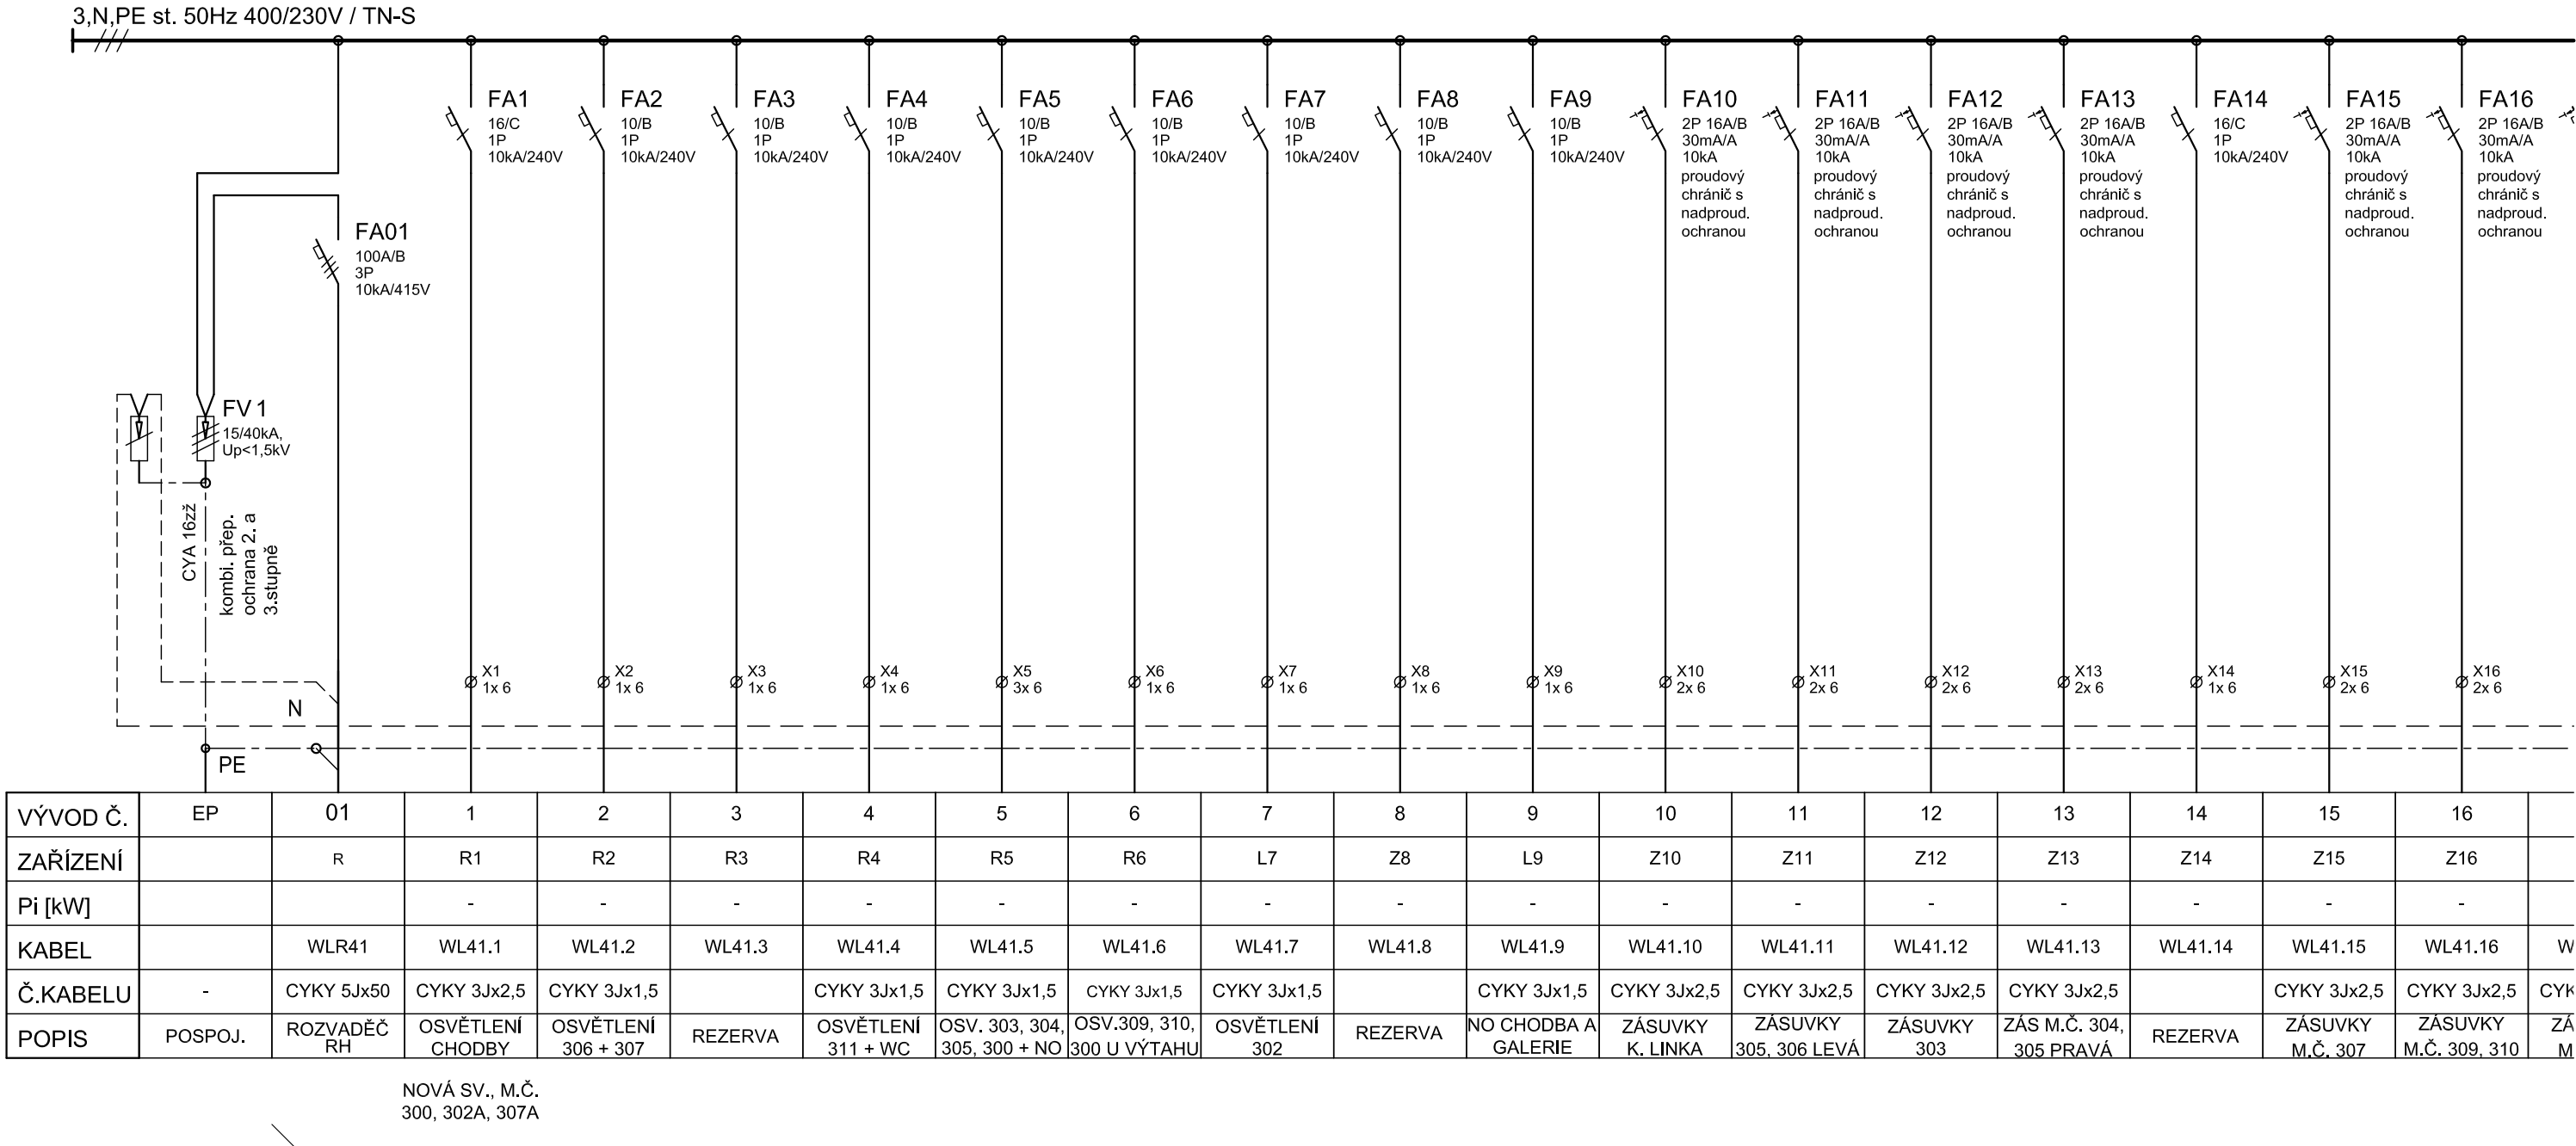 3,N,PE st. 50Hz 400/230V / TN-S
FA1
16/C
1P
10kA/240V
FA2
10/B
1P
10kA/240V
FA3
10/B
1P
10kA/240V
FA4
10/B
1P
10kA/240V
FA5
10/B
1P
10kA/240V
FA6
10/B
1P
10kA/240V
FA7
10/B
1P
10kA/240V
FA8
10/B
1P
10kA/240V
FA9
10/B
1P
10kA/240V
FA10
2P 16A/B
30mA/A
10kA
proudový
chránič s
nadproud.
ochranou
FA11
2P 16A/B
30mA/A
10kA
proudový
chránič s
nadproud.
ochranou
FA12
2P 16A/B
30mA/A
10kA
proudový
chránič s
nadproud.
ochranou
FA13
2P 16A/B
30mA/A
10kA
proudový
chránič s
nadproud.
ochranou
FA14
16/C
1P
10kA/240V
FA15
2P 16A/B
30mA/A
10kA
proudový
chránič s
nadproud.
ochranou
FA16
2P 16A/B
30mA/A
10kA
proudový
chránič s
nadproud.
ochranou
FA01
100A/B
3P
10kA/415V
FV 1
15/40kA,
Up<1,5kV
CYA 16zž
kombi. přep.
ochrana 2. a
3.stupně
X1
1x 6
X2
1x 6
X3
1x 6
X4
1x 6
X5
3x 6
X6
1x 6
X7
1x 6
X8
1x 6
X9
1x 6
X10
2x 6
X11
2x 6
X12
2x 6
X13
2x 6
X14
1x 6
X15
2x 6
X16
2x 6
N
PE
VÝVOD Č. EP 01 1 2 3 4 5 6 7 8 9 10 11 12 13 14 15 16
ZAŘÍZENÍ R R1 R2 R3 R4 R5 R6 L7 Z8 L9 Z10 Z11 Z12 Z13 Z14 Z15 Z16
Pi [kW] - - - - - - - - - - - - - - - -
KABEL WLR41 WL41.1 WL41.2 WL41.3 WL41.4 WL41.5 WL41.6 WL41.7 WL41.8 WL41.9 WL41.10 WL41.11 WL41.12 WL41.13 WL41.14 WL41.15 WL41.16 W
Č.KABELU - CYKY 5Jx50 CYKY 3Jx2,5 CYKY 3Jx1,5 CYKY 3Jx1,5 CYKY 3Jx1,5 CYKY 3Jx1,5 CYKY 3Jx1,5 CYKY 3Jx1,5 CYKY 3Jx2,5 CYKY 3Jx2,5 CYKY 3Jx2,5 CYKY 3Jx2,5 CYKY 3Jx2,5 CYKY 3Jx2,5 CYK
POPIS
POSPOJ.
ROZVADĚČ
RH
OSVĚTLENÍ
CHODBY
OSVĚTLENÍ
306 + 307
REZERVA
OSVĚTLENÍ
311 + WC
OSV. 303, 304,
305, 300 + NO
OSV.309, 310,
300 U VÝTAHU
OSVĚTLENÍ
302
REZERVA
NO CHODBA A
GALERIE
ZÁSUVKY
K. LINKA
ZÁSUVKY
305, 306 LEVÁ
ZÁSUVKY
303
ZÁS M.Č. 304,
305 PRAVÁ
REZERVA
ZÁSUVKY
M.Č. 307
ZÁSUVKY
M.Č. 309, 310
ZÁ
M
NOVÁ SV., M.Č.
300, 302A, 307A